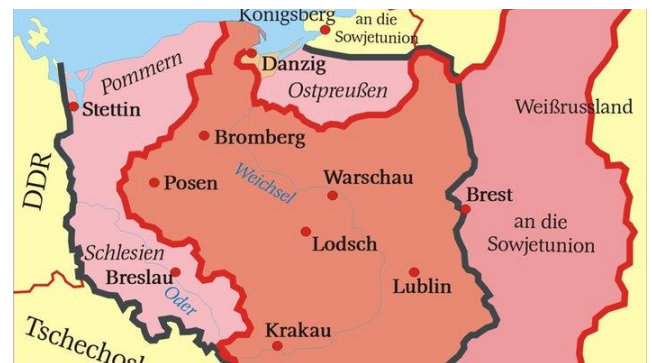 Königsberg
an die
Sowjetunion
Danzig
Pommern
Ostpreußen
Stettin
Weißrussland
Bromberg
DDR
Weichsel
Warschau
Posen
Brest
an die
Sowjetunion
Lodsch
Schlesien
Breslau
Lublin
Oder
Krakau